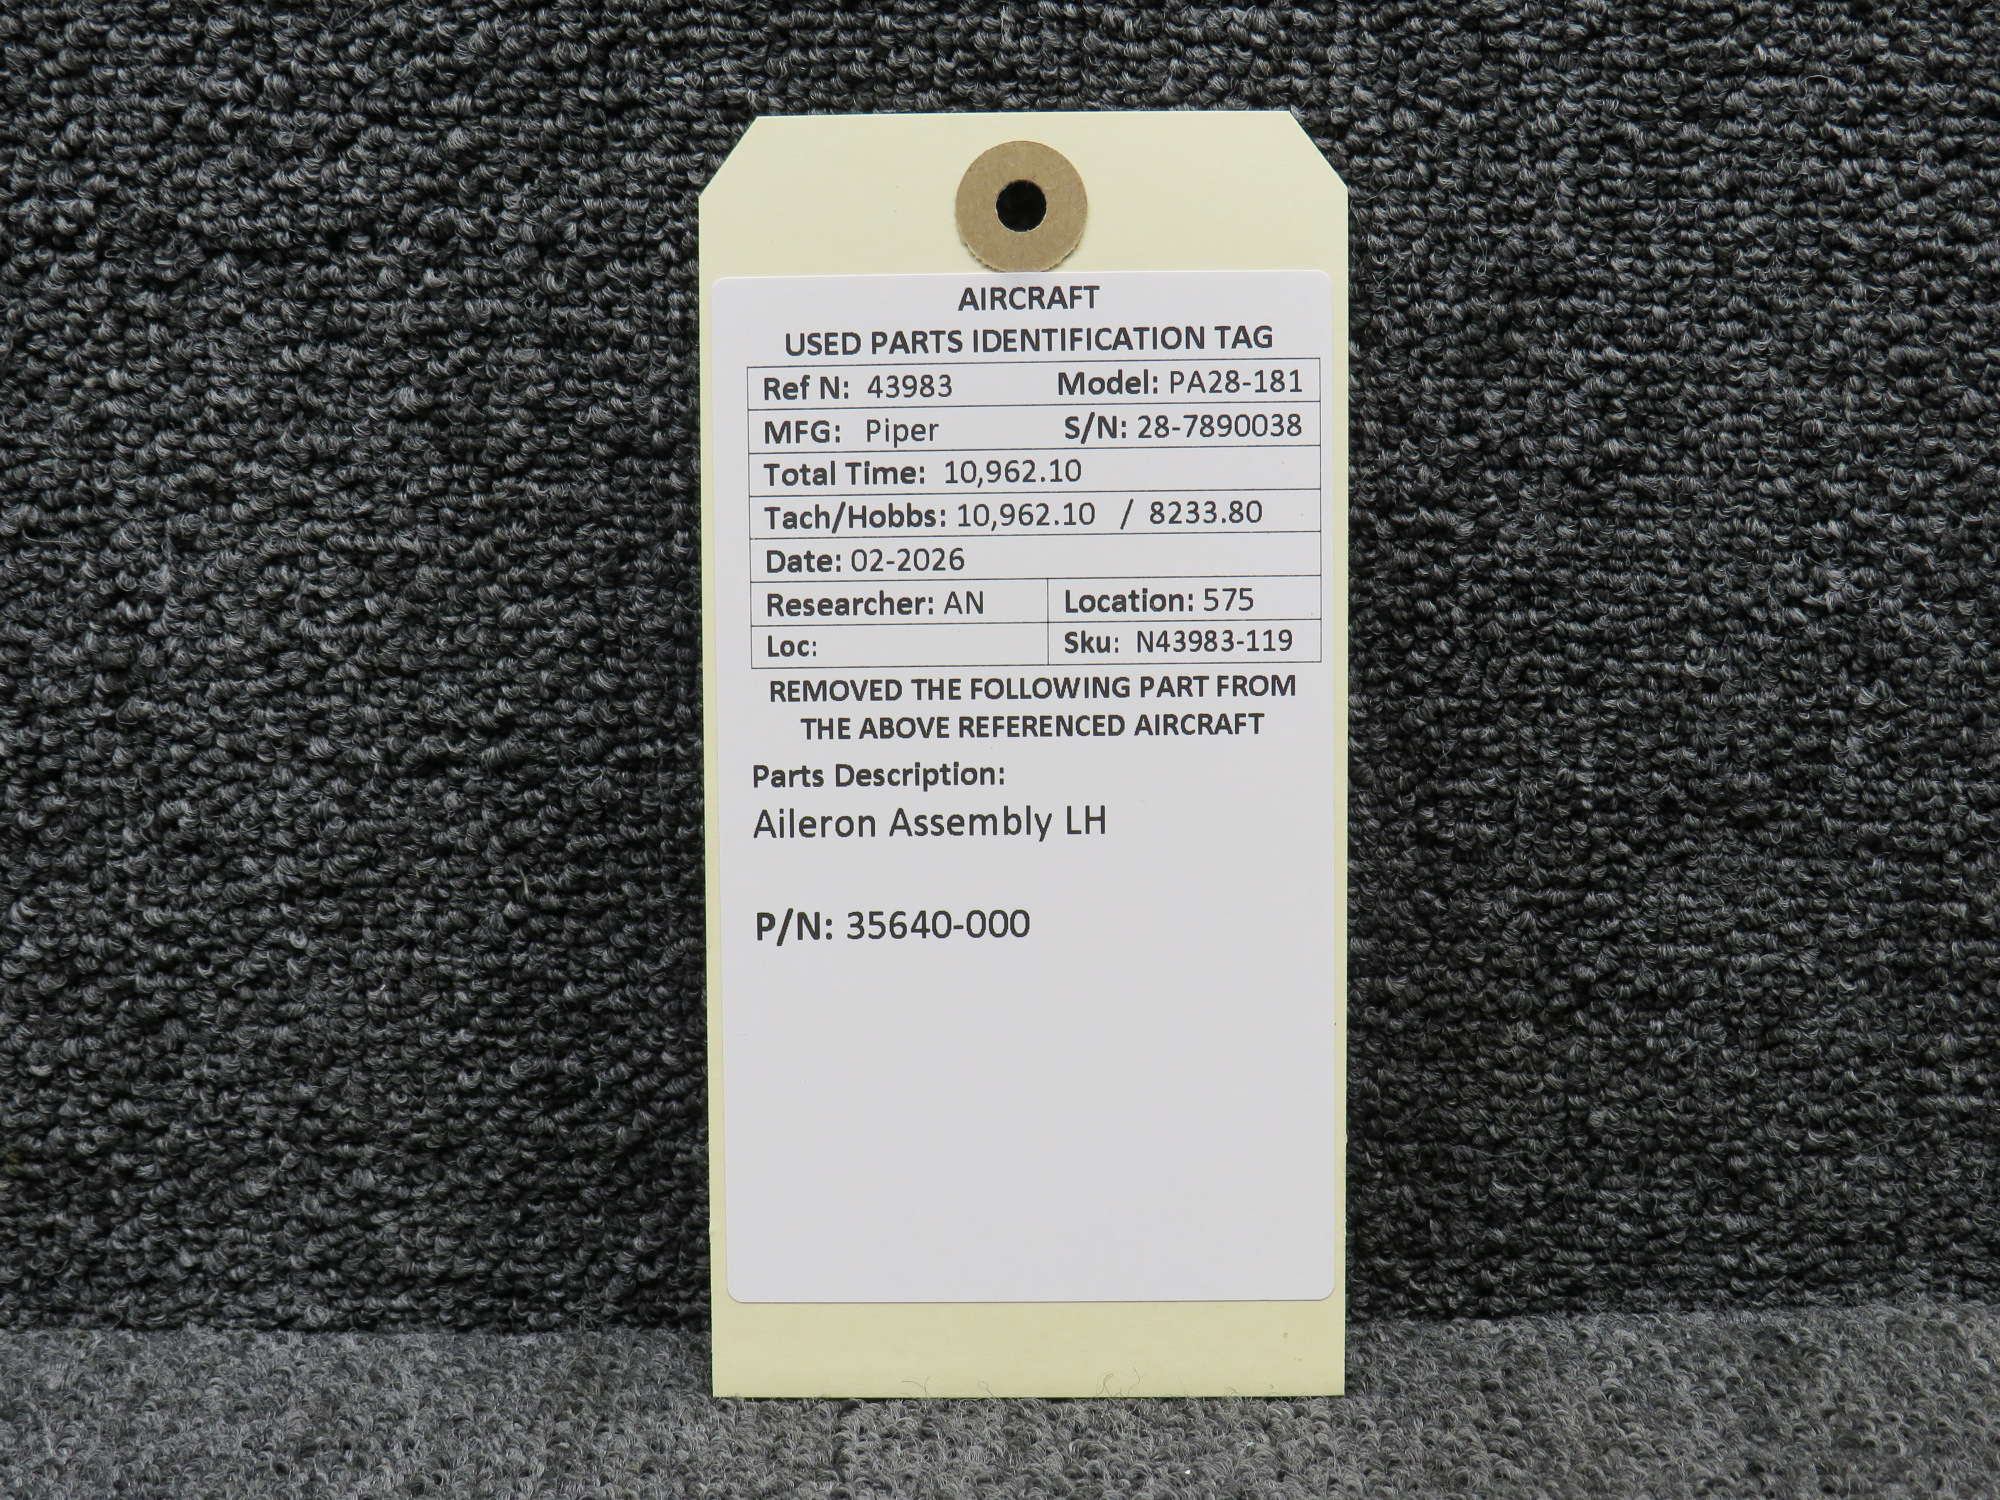 AIRCRAFT
USED PARTS IDENTIFICATION TAG
Ref N: 43983 Model: PA28-181
MFG: Piper S/N: 28-7890038
Total Time: 10,962.10
Tach/Hobbs: 10,962.10 / 8233.80
Date: 02-2026
Researcher: AN Location: 575
Loc: Sku: N43983-119
REMOVED THE FOLLOWING PART FROM
THE ABOVE REFERENCED AIRCRAFT
Parts Description:
Aileron Assembly LH
P/N: 35640-000